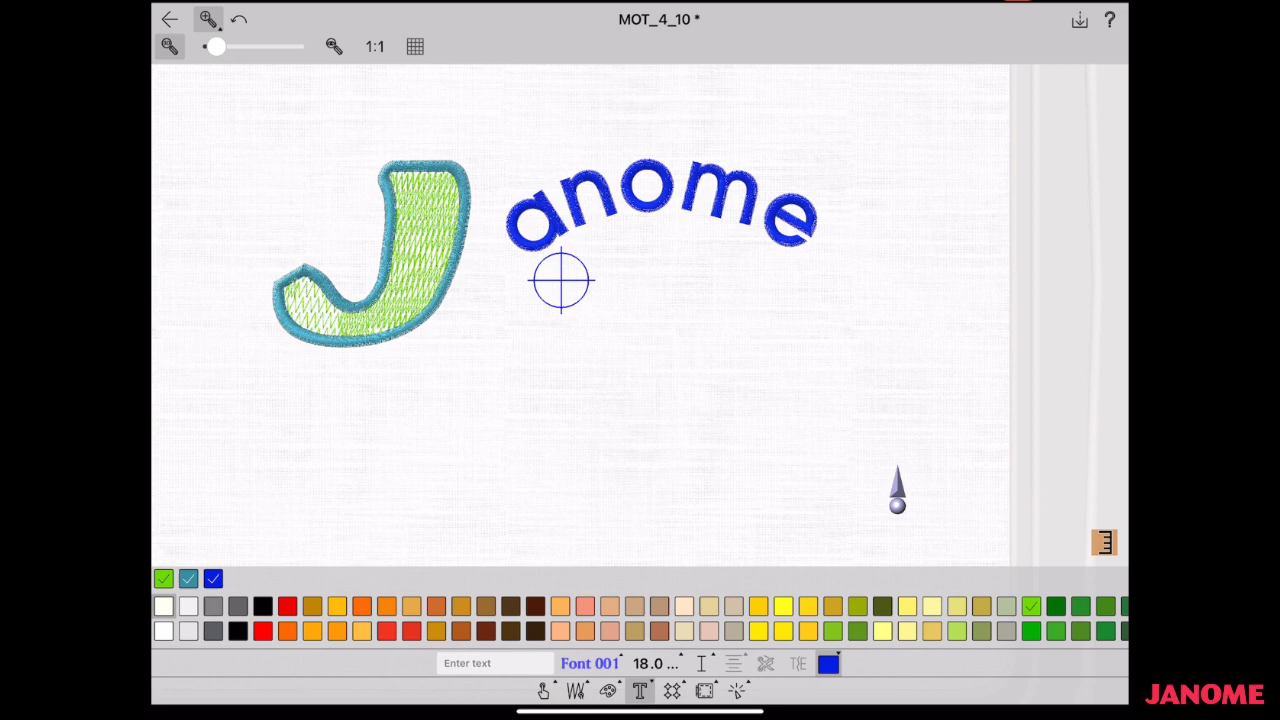 MOT_4_10 *
?
1:1
J
anome
Enter text
Font 001
18.0 ...
T(E
T
JANOME